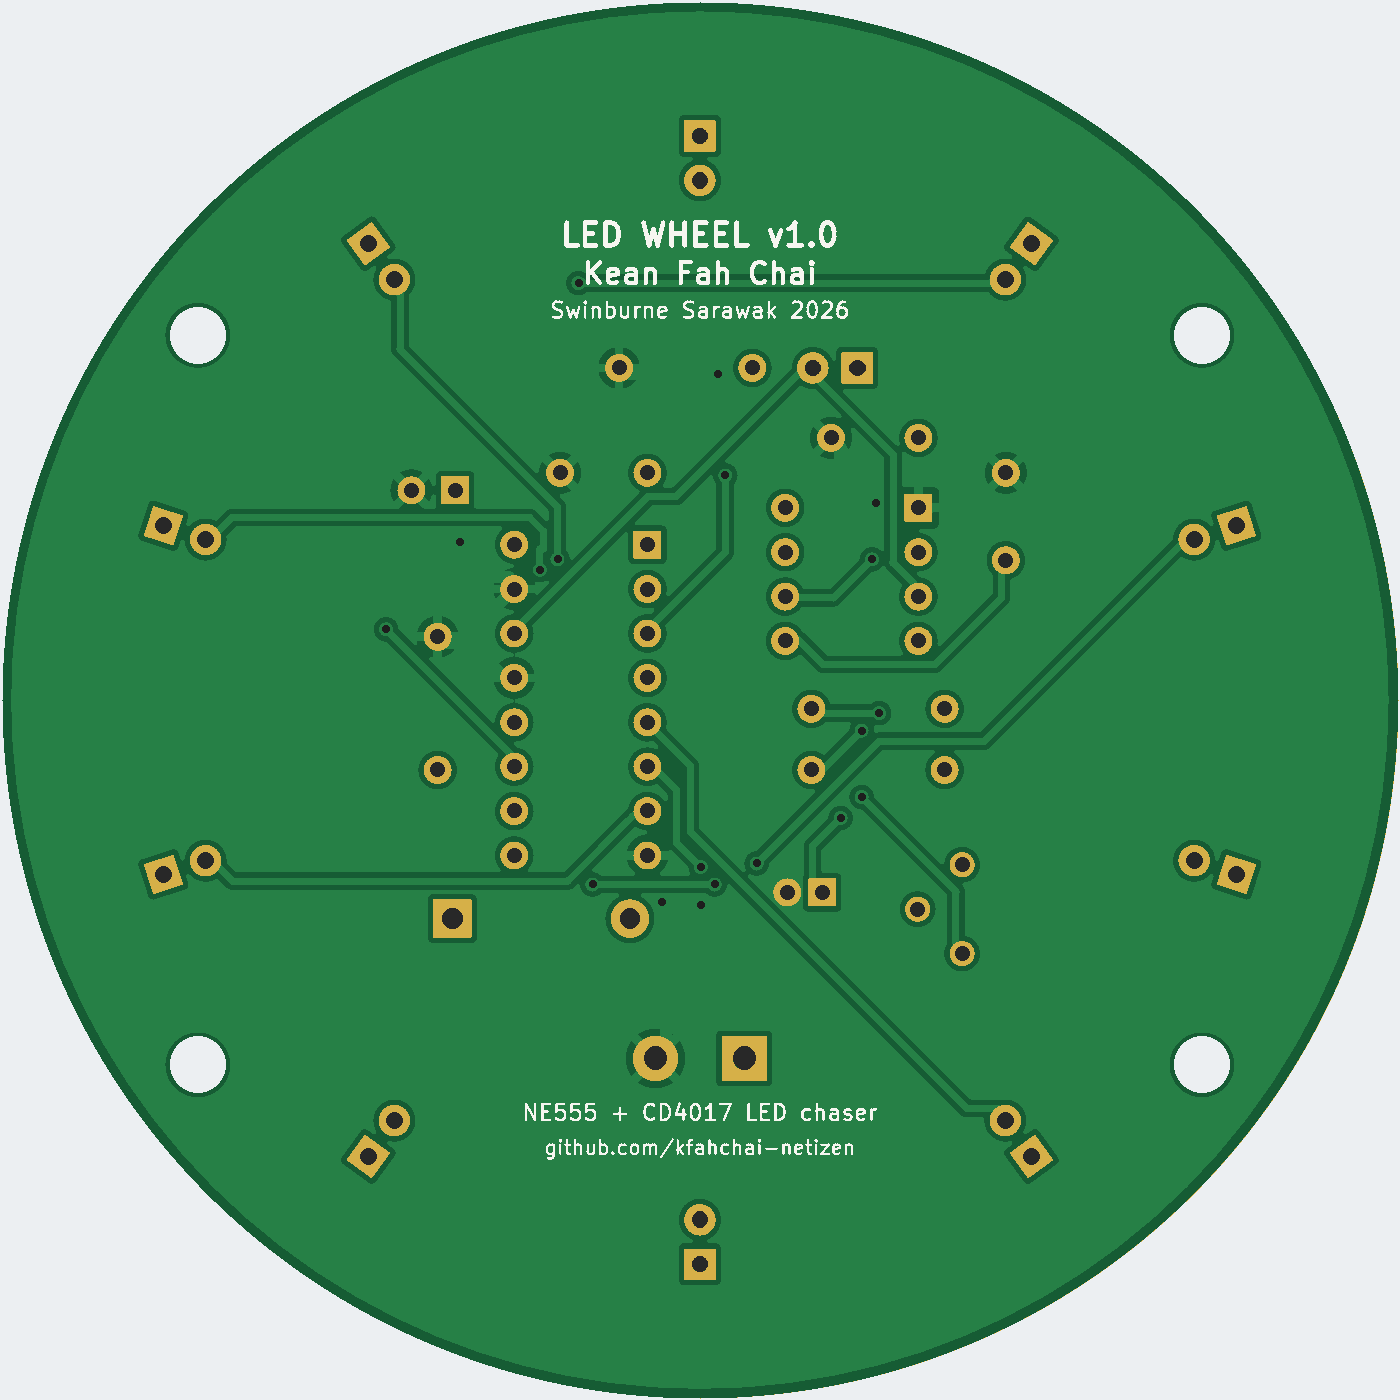 LED WHEEL v1.0
Kean Fah Chai
Swinburne Sarawak 2026
NE555 + CD4017 LED chaser
github.com/kfahchai-netizen